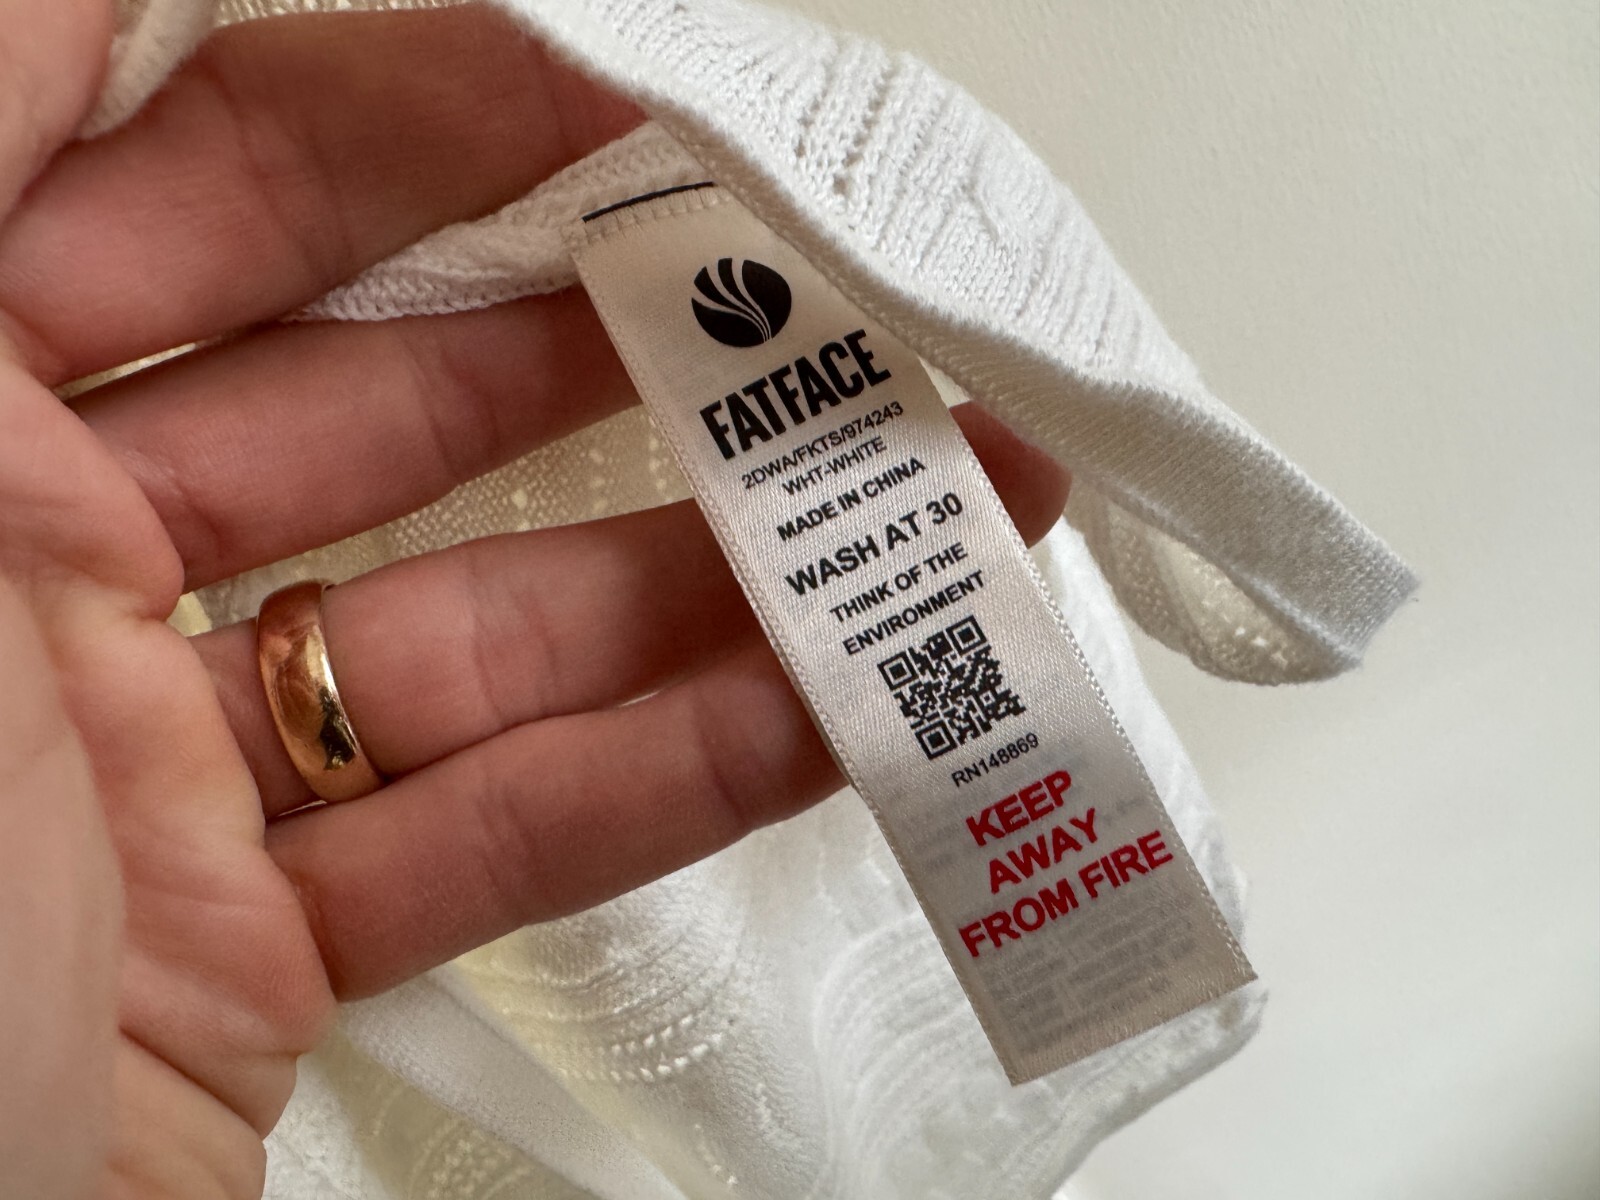 FATFACE
2DWA/FKTS/974243
WHT-WHITE
MADE IN CHINA
WASH AT 30
THINK OF THE
ENVIRONMENT
RN148869
KEEP
AWAY
FROM FIRE